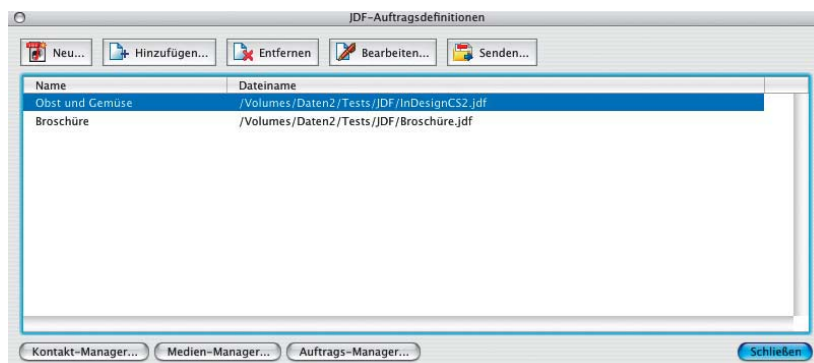 JDF-Auftragsdefinitionen
Neu... Hinzufügen... Entfernen Bearbeiten... Senden...
Name Dateiname
Obst und Gemüse /Volumes/Daten2/Tests/JDF/InDesignCS2.jdf
Broschüre /Volumes/Daten2/Tests/JDF/Broschüre.jdf
Kontakt-Manager... Medien-Manager... Auftrags-Manager... Schließen